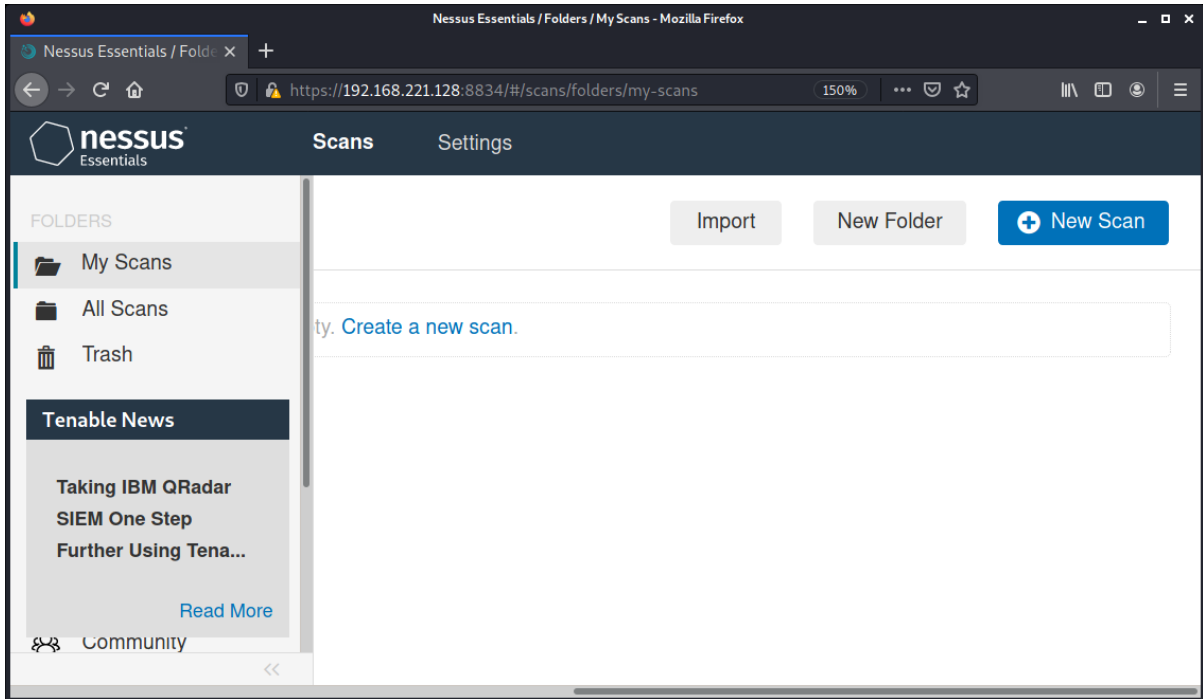 Nessus Essentials / Folders / My Scans - Mozilla Firefox
Nessus Essentials / Folde
https://192.168.221.128:8834/#/scans/folders/my-scans
150%
nessus
Essentials
Scans
Settings
FOLDERS
My Scans
All Scans
Trash
Tenable News
Taking IBM QRadar
SIEM One Step
Further Using Tena...
Read More
Community
Import
New Folder
New Scan
ty. Create a new scan.